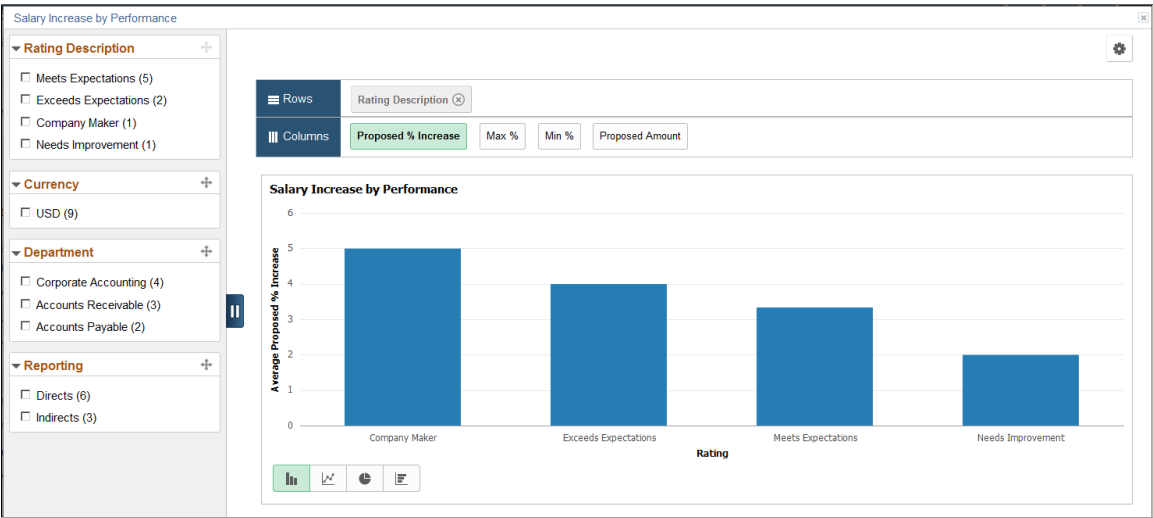 Salary Increase by Performance
Rating Description
Meets Expectations (5)
Exceeds Expectations (2)
Company Maker (1)
Needs Improvement (1)
Currency
USD (9)
Department
Corporate Accounting (4)
Accounts Receivable (3)
Accounts Payable (2)
Reporting
Directs (6)
Indirects (3)
Rows
Rating Description
Columns
Proposed % Increase Max % Min % Proposed Amount
Salary Increase by Performance
Average Proposed % Increase
6
5
4
3
2
1
0
Company Maker Exceeds Expectations Meets Expectations Needs Improvement
Rating